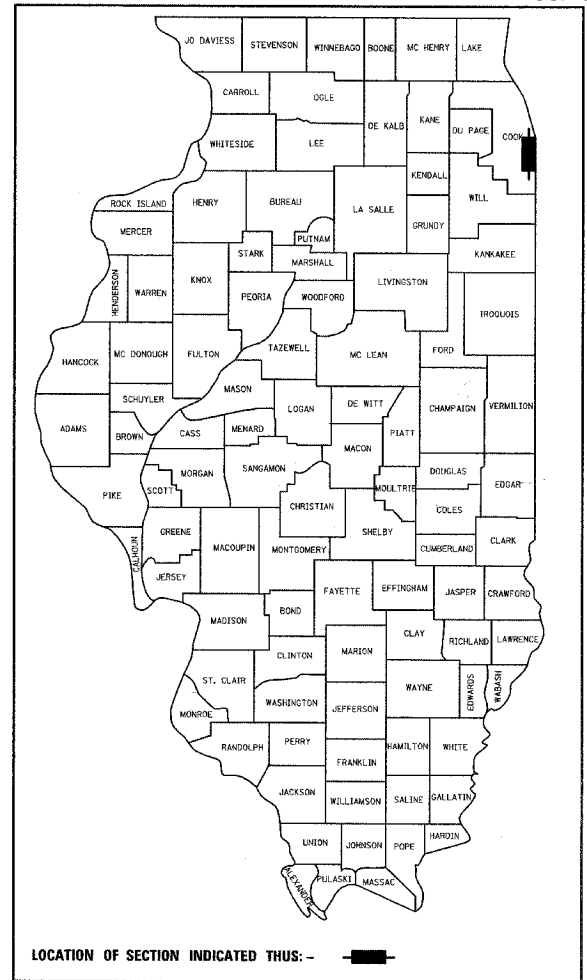 JO DAVIESS STEVENSON WINNEBAGO BOONE MC HENRY LAKE
CARROLL OGLE DE KALB KANE DU PAGE COOK
WHITESIDE LEE
KENDALL WILL
ROCK ISLAND HENRY BUREAU LA SALLE GRUNDY
MERCER PUTNAM KANKAKEE
STARK MARSHALL
HENDERSON WARREN KNOX PEORIA WOODFORD LIVINGSTON IROQUOIS
HANCOCK MC DONOUGH FULTON TAZEWELL MC LEAN FORD
MASON
SCHUYLER LOGAN DE WITT CHAMPAIGN VERMILION
ADAMS BROWN CASS MENARD MACON PIATT
MORGAN SANGAMON DOUGLAS EDGAR
PIKE SCOTT CHRISTIAN MOULTRIE
COLES
GREENE MACOUPIN MONTGOMERY SHELBY CLARK
CALHOUN CUMBERLAND
JERSEY FAYETTE EFFINGHAM JASPER CRAWFORD
MADISON BOND
CLAY RICHLAND LAWRENCE
CLINTON MARION
ST. CLAIR WAYNE EDWARDS WABASH
MONROE WASHINGTON JEFFERSON
RANDOLPH PERRY HAMILTON WHITE
FRANKLIN
JACKSON WILLIAMSON SALINE GALLATIN
HARDIN
UNION JOHNSON POPE
ALEXANDER PULASKI MASSAC
LOCATION OF SECTION INDICATED THUS: -